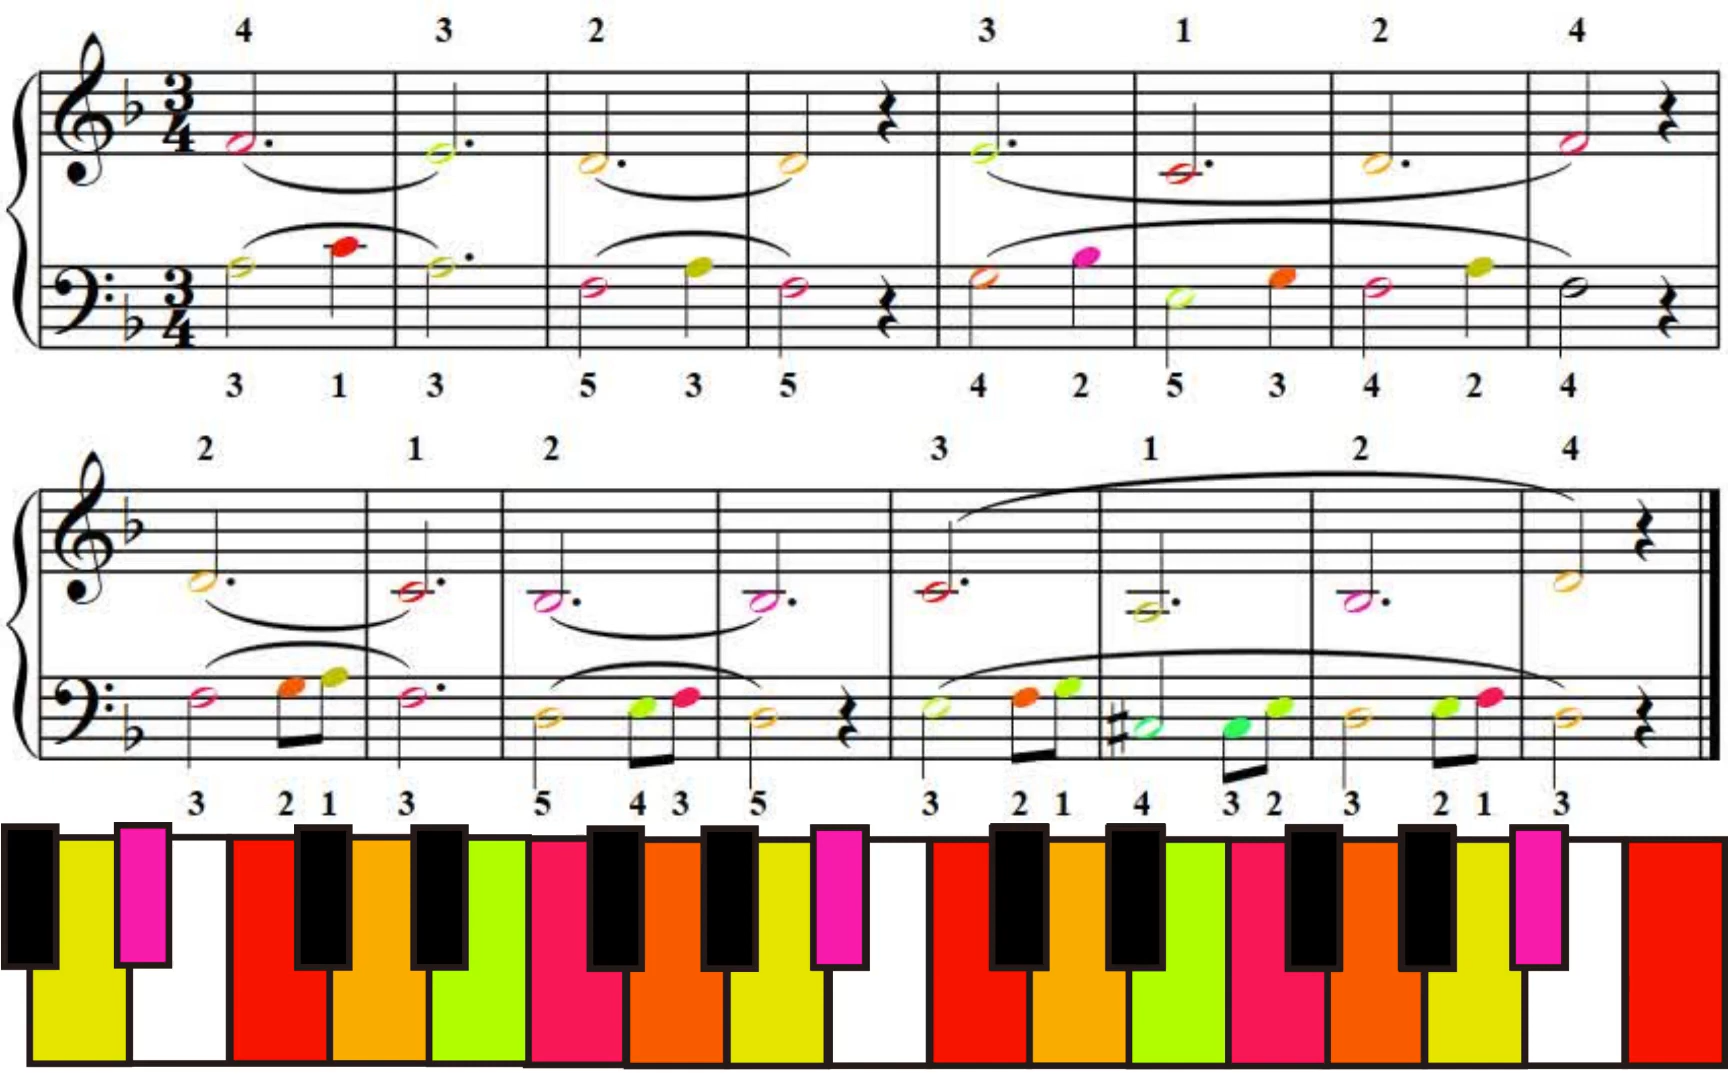 4 3 2 3 1 2 4
3 3
4 4
3 1 3 5 3 5 4 2 5 3 4 2 4
2 1 2 3 1 2 4
3 2 1 3 5 4 3 5 3 2 1 4 3 2 3 2 1 3